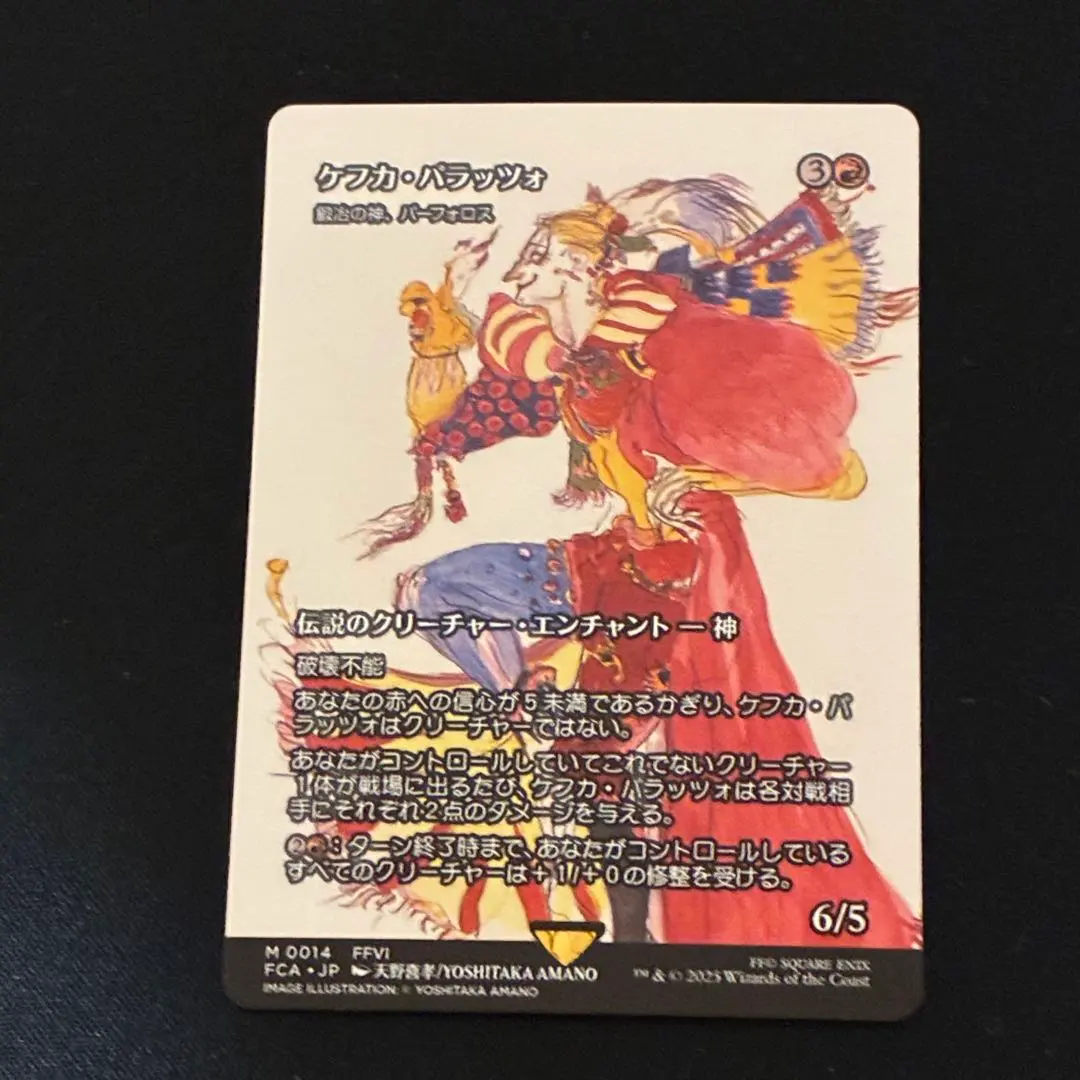 ケフカ・パラッツォ
3
鍛冶の神、パーフォロス
伝説のクリーチャー・エンチャント — 神
破壊不能
あなたの赤への信心が5未満であるかぎり、ケフカ・パ
ラッツォはクリーチャーではない。
あなたがコントロールしていてこれでないクリーチャー
1体が戦場に出るたび、ケフカ・パラッツォは各対戦相
手にそれぞれ2点のダメージを与える。
2：ターン終了時まで、あなたがコントロールしている
すべてのクリーチャーは+1/+0の修整を受ける。
6/5
M 0014 FFVI
FCA • JP 天野喜孝/YOSHITAKA AMANO
IMAGE ILLUSTRATION: © YOSHITAKA AMANO
FF© SQUARE ENIX
™ & © 2025 Wizards of the Coast